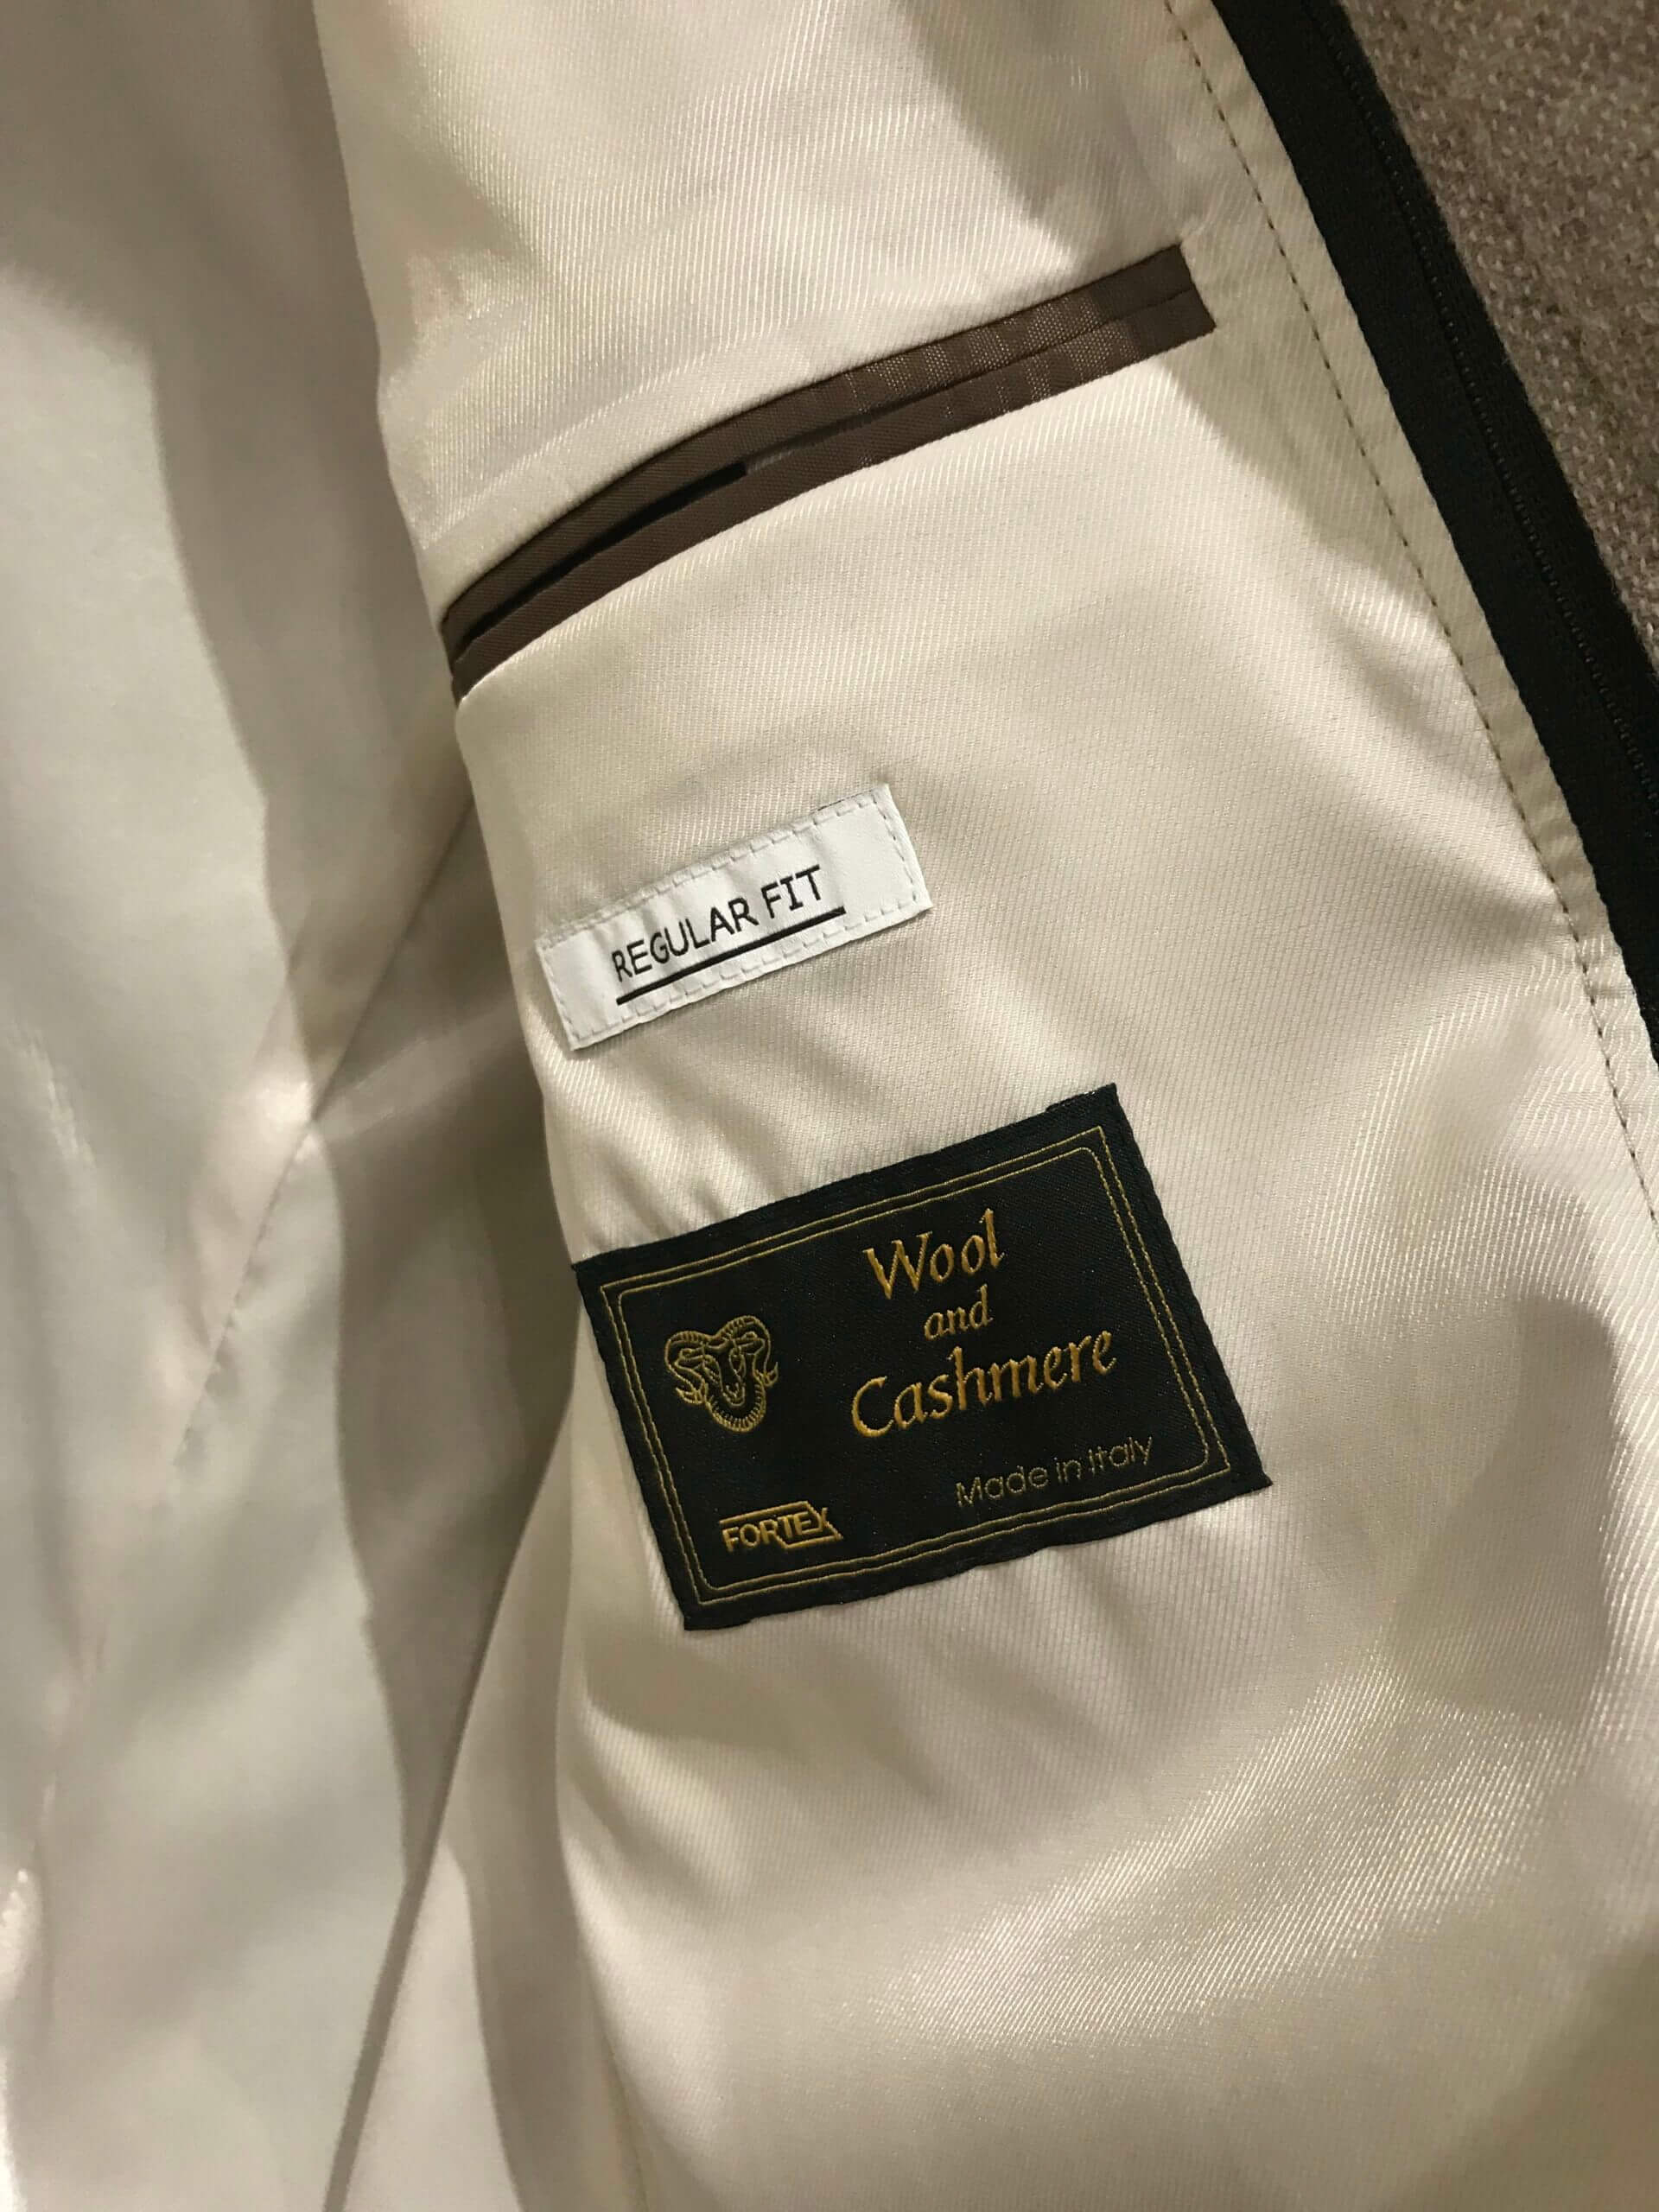 REGULAR FIT
Wool
and
Cashmere
Made in Italy
FORTEX